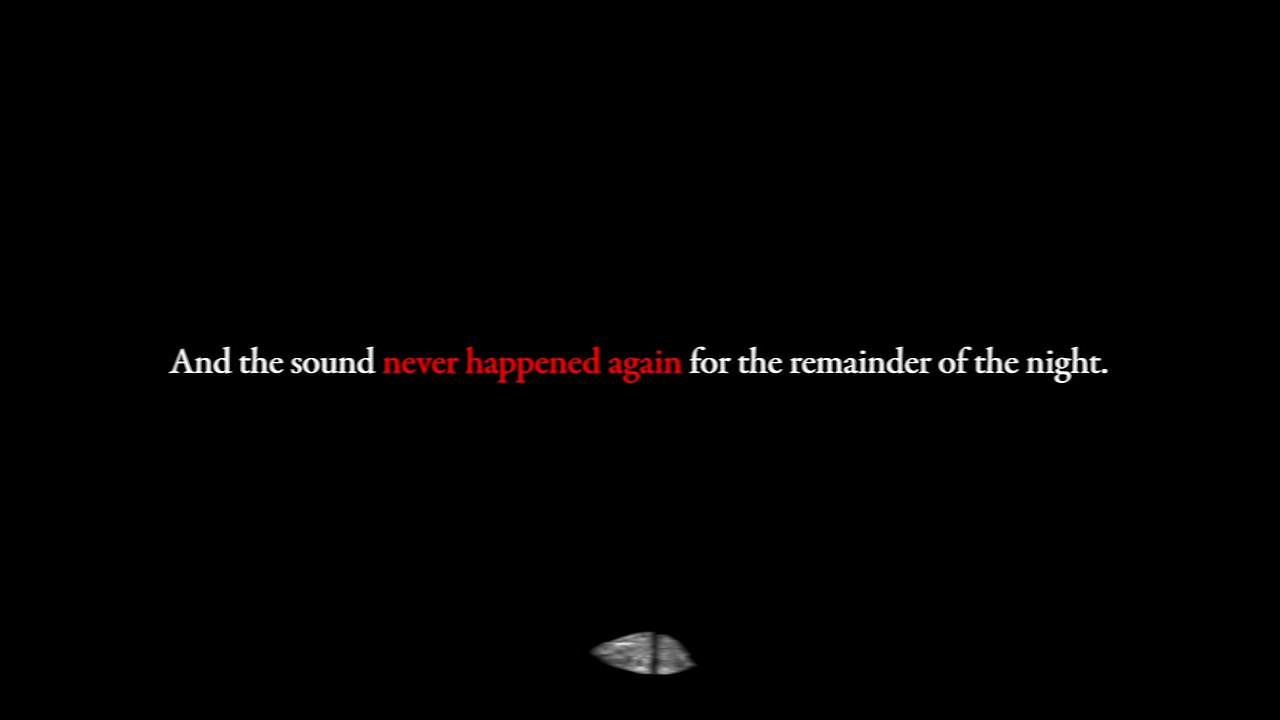 And the sound never happened again for the remainder of the night.